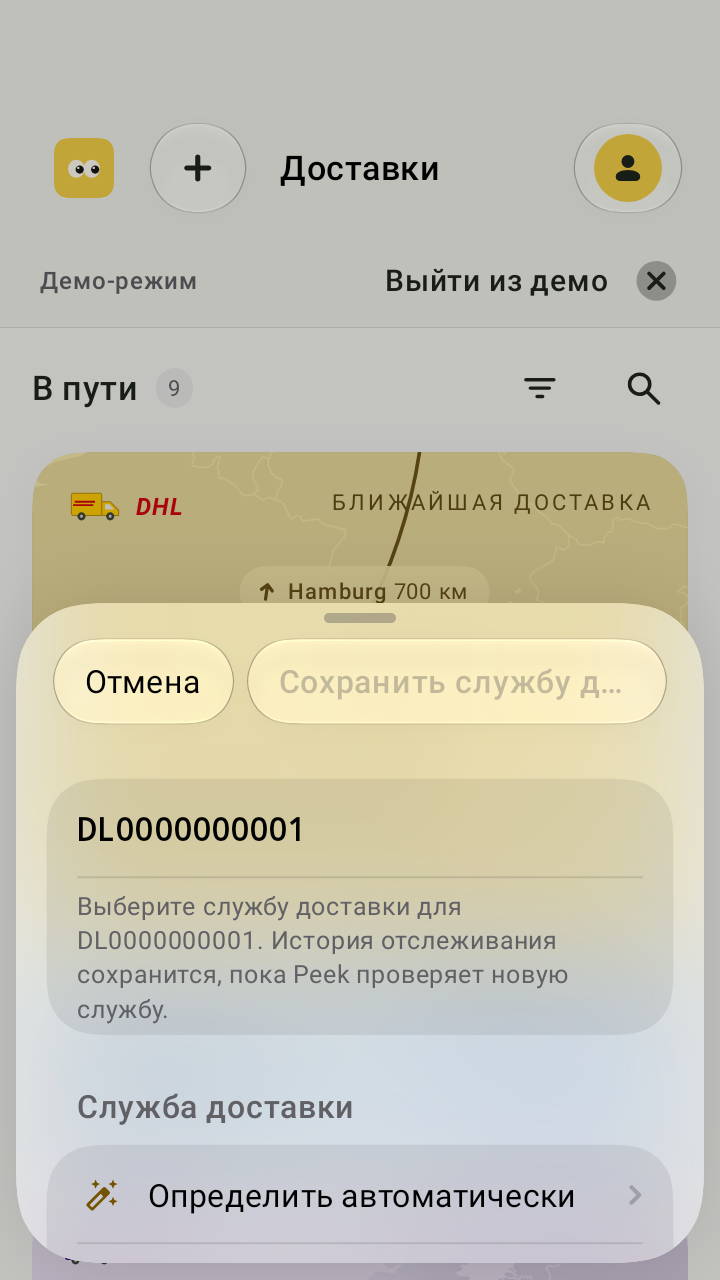 Доставки
Демо-режим
Выйти из демо
В пути 9
DHL
БЛИЖАЙШАЯ ДОСТАВКА
Hamburg 700 км
Отмена
Сохранить службу д...
DL0000000001
Выберите службу доставки для
DL0000000001. История отслеживания
сохранится, пока Peek проверяет новую
службу.
Служба доставки
Определить автоматически